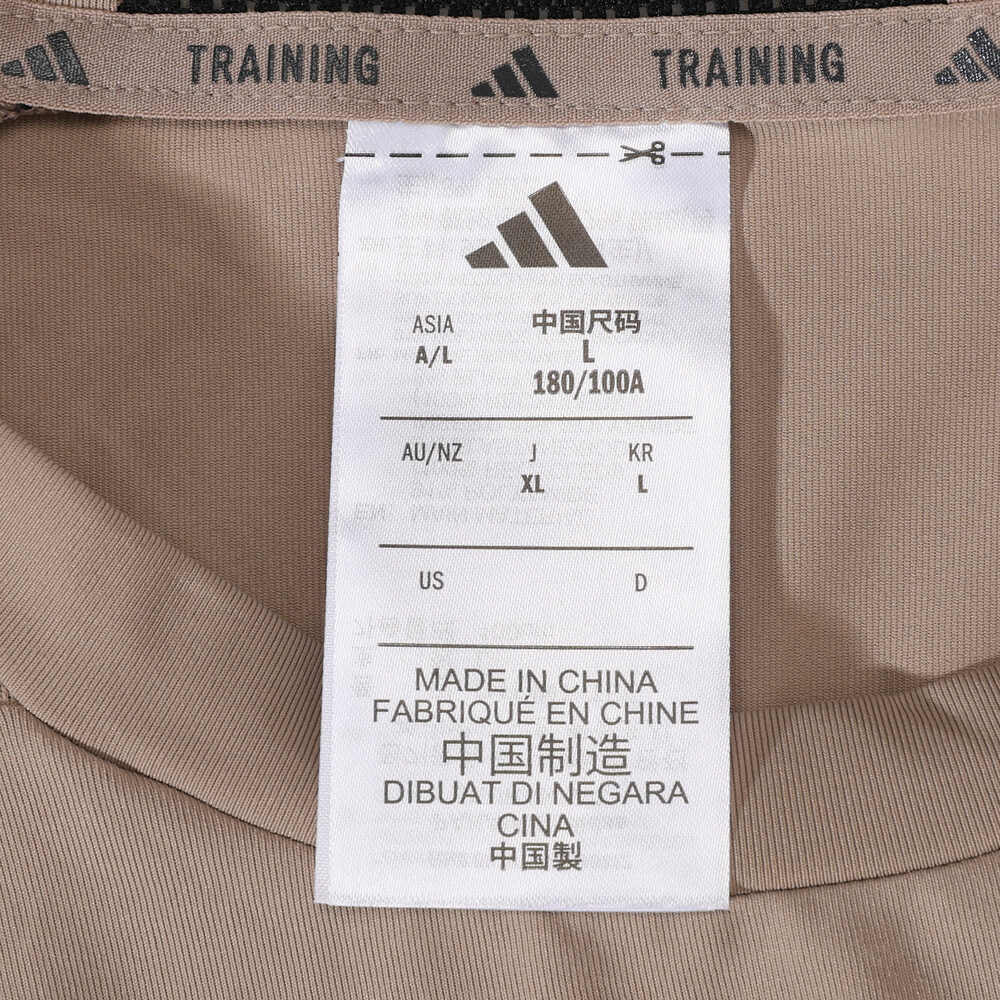 TRAINING TRAINING
ASIA 中国尺码
A/L L
180/100A
AU/NZ J KR
XL L
US D
MADE IN CHINA
FABRIQUÉ EN CHINE
中国制造
DIBUAT DI NEGARA
CINA
中国製